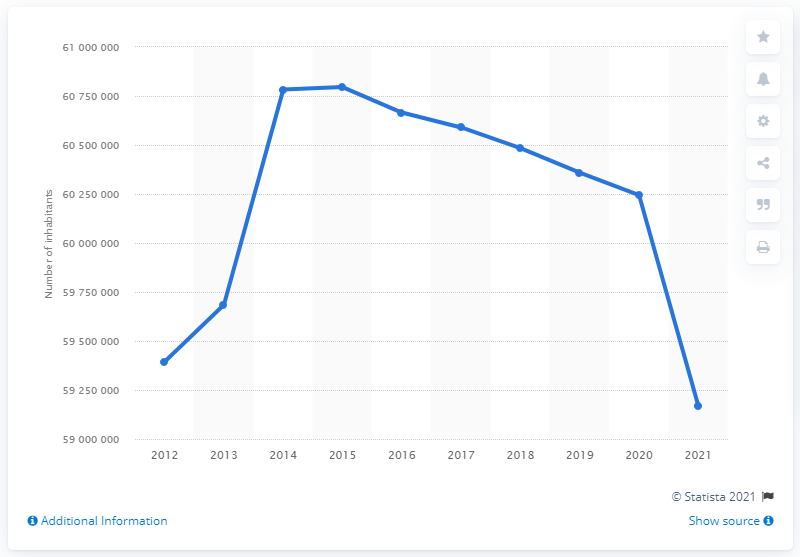 61 000 000
60 750 000
60 500 000
60 250 000
60 000 000
59 750 000
59 500 000
59 250 000
59 000 000
Number of inhabitants
2012 2013 2014 2015 2016 2017 2018 2019 2020 2021
© Statista 2021
Additional Information
Show source